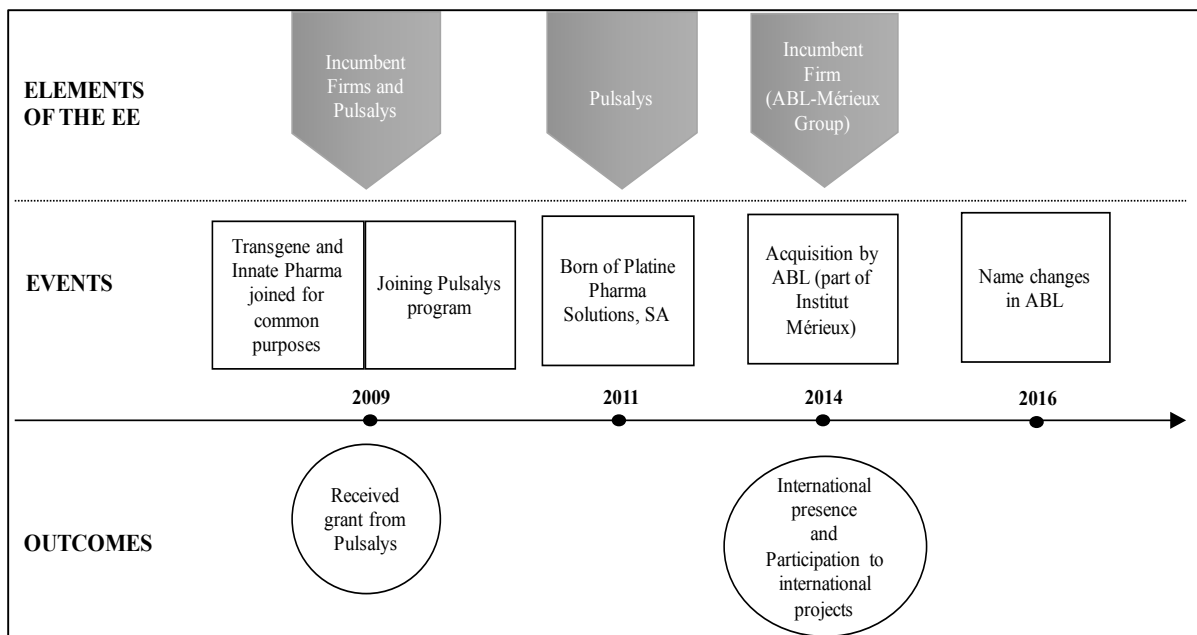 ELEMENTS
OF THE EE
Incumbent
Firms and
Pulsalys
Pulsalys
Incumbent
Firm
(ABL-Mérieux
Group)
EVENTS
Transgene and
Innate Pharma
joined for
common
purposes
Joining Pulsalys
program
Born of Platine
Pharma
Solutions, SA
Acquisition by
ABL (part of
Institut
Mérieux)
Name changes
in ABL
2009
2011
2014
2016
OUTCOMES
Received
grant from
Pulsalys
International
presence
and
Participation to
international
projects